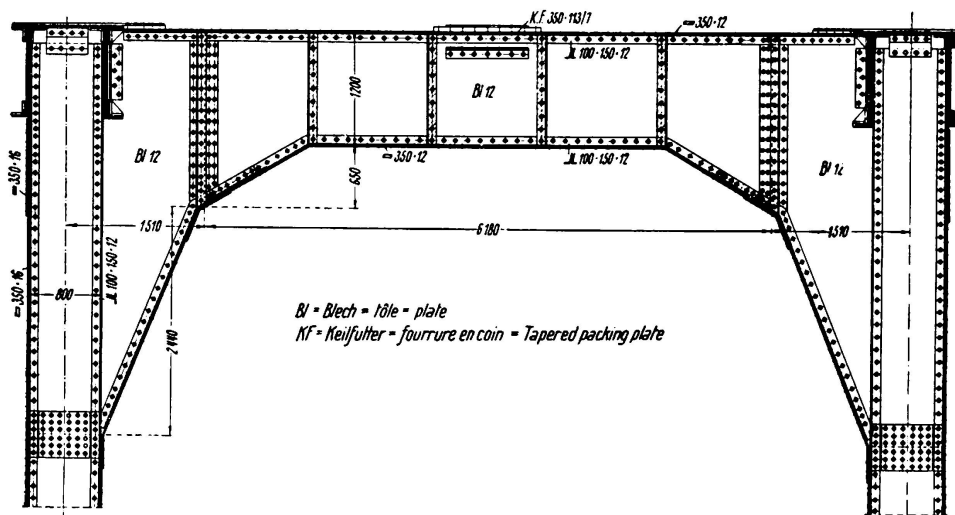 K.F. 350·113/7
▭ 350·12
⅃L 100·150·12
Bl 12
1200
Bl 12
▭ 350·12
⅃L 100·150·12
Bl 12
650
▭ 350·16
1510
6180
1510
⅃L 100·150·12
▭ 350·16
800
2440
Bl = Blech = tôle = plate
KF = Keilfutter = fourrure en coin = Tapered packing plate